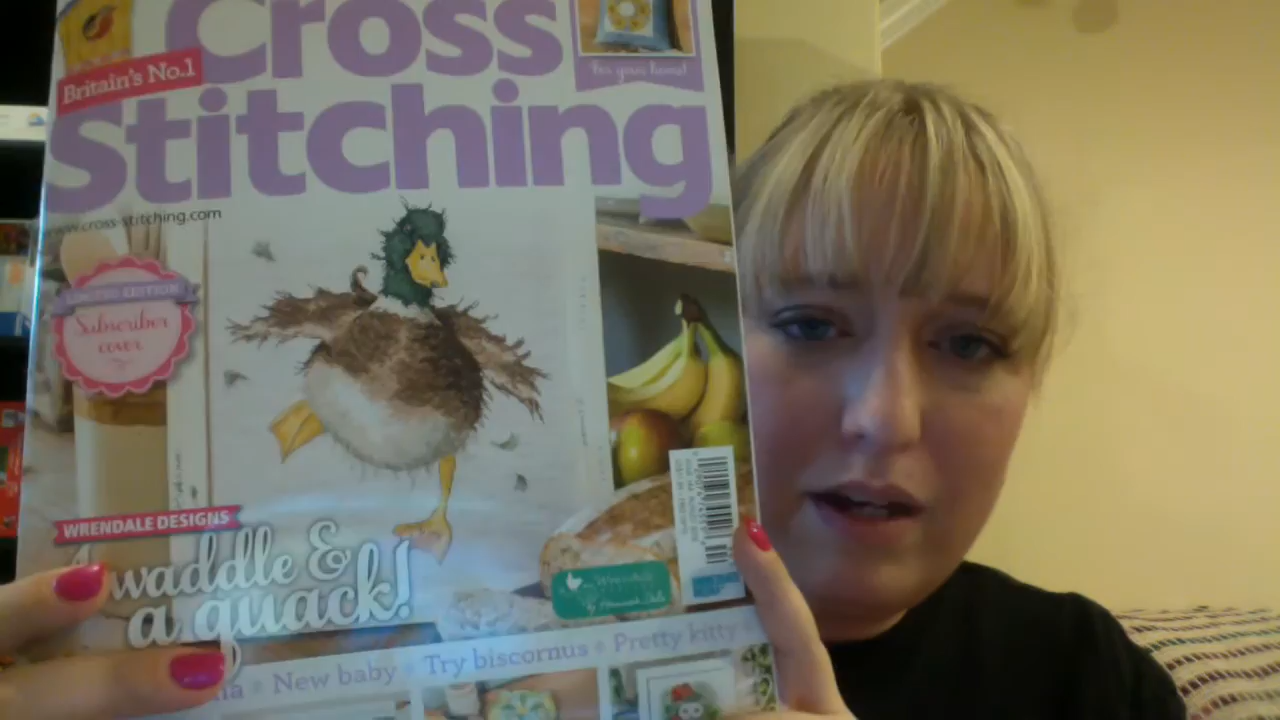 Cross
Britain's No.1
for your home!
Stitching
www.cross-stitching.com
LIMITED EDITION
Subscriber
cover
WRENDALE DESIGNS
waddle &
a quack!
Wrendale
New baby • Try biscornus • Pretty kitty